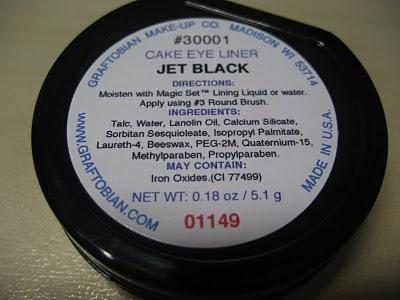 GRAFTOBIAN MAKE-UP CO. MADISON WI 53714
#30001
CAKE EYE LINER
JET BLACK
DIRECTIONS:
Moisten with Magic Set™ Lining Liquid or water.
Apply using #3 Round Brush.
INGREDIENTS:
Talc, Water, Lanolin Oil, Calcium Silicate,
Sorbitan Sesquioleate, Isopropyl Palmitate,
Laureth-4, Beeswax, PEG-2M, Quaternium-15,
Methylparaben, Propylparaben.
MAY CONTAIN:
Iron Oxides.(CI 77499)
NET WT: 0.18 oz / 5.1 g
01149
WWW.GRAFTOBIAN.COM
MADE IN U.S.A.